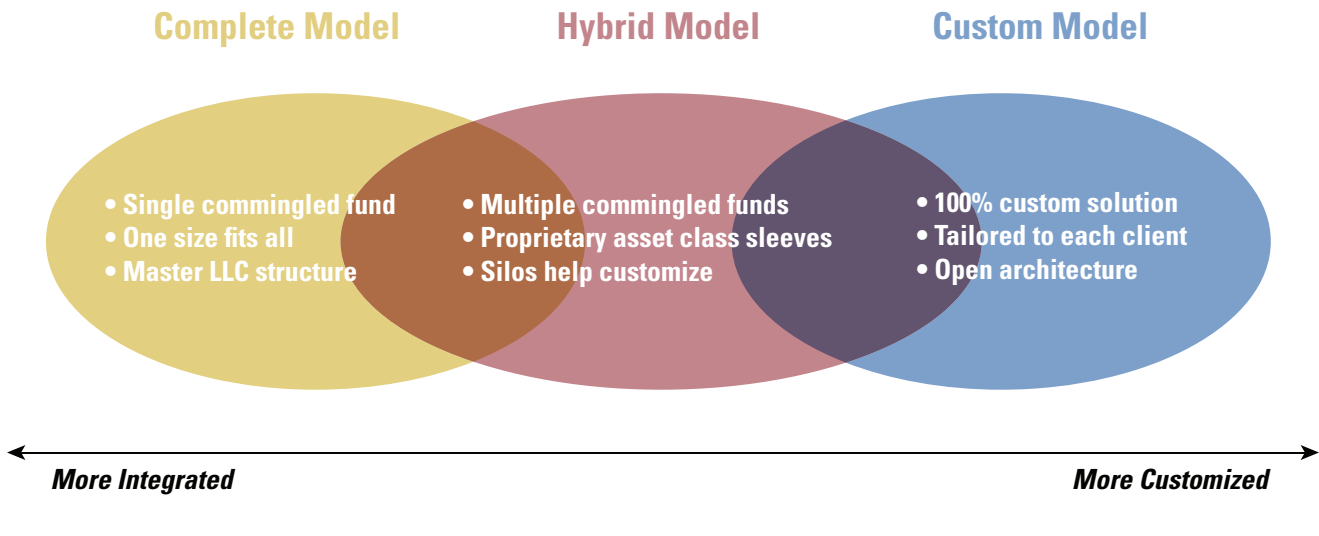 Complete Model
Hybrid Model
Custom Model
• Single commingled fund
• One size fits all
• Master LLC structure
• Multiple commingled funds
• Proprietary asset class sleeves
• Silos help customize
• 100% custom solution
• Tailored to each client
• Open architecture
More Integrated
More Customized